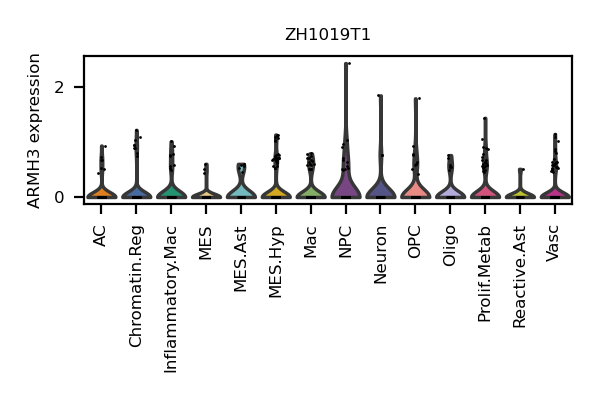 ZH1019T1
ARMH3 expression
2
0
AC
Chromatin.Reg
Inflammatory.Mac
MES
MES.Ast
MES.Hyp
Mac
NPC
Neuron
OPC
Oligo
Prolif.Metab
Reactive.Ast
Vasc